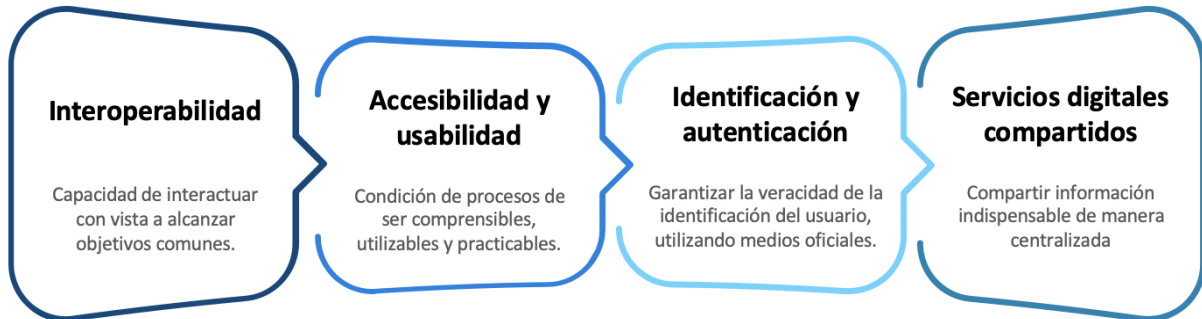 Interoperabilidad
Capacidad de interactuar
con vista a alcanzar
objetivos comunes.
Accesibilidad y
usabilidad
Condición de procesos de
ser comprensibles,
utilizables y practicables.
Identificación y
autenticación
Garantizar la veracidad de la
identificación del usuario,
utilizando medios oficiales.
Servicios digitales
compartidos
Compartir información
indispensable de manera
centralizada